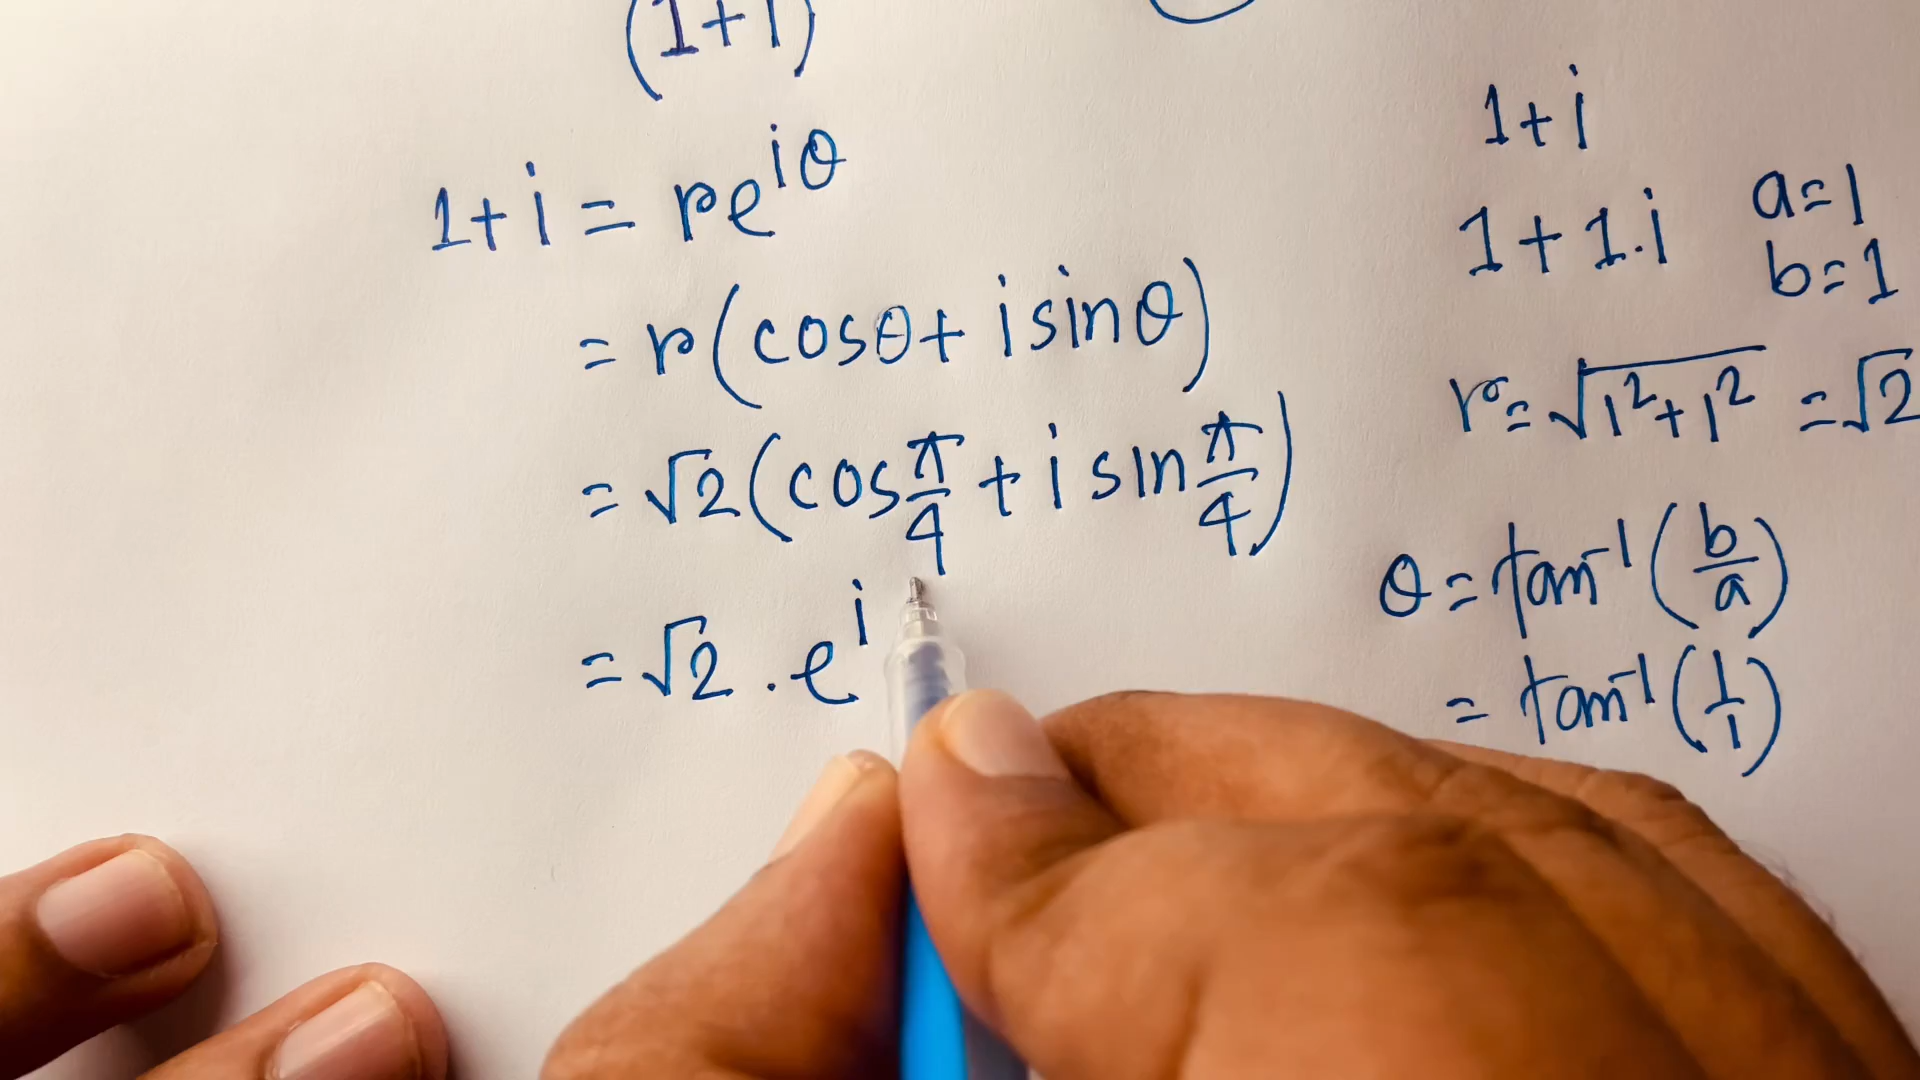 (1+i)
1+i = re^{iθ}
= r(cosθ + i sinθ)
= √2(cos π/4 + i sin π/4)
= √2 . e^i
1+i
1+1.i
a=1
b=1
r = √(1²+1²) = √2
θ = tan⁻¹(b/a)
= tan⁻¹(1/1)